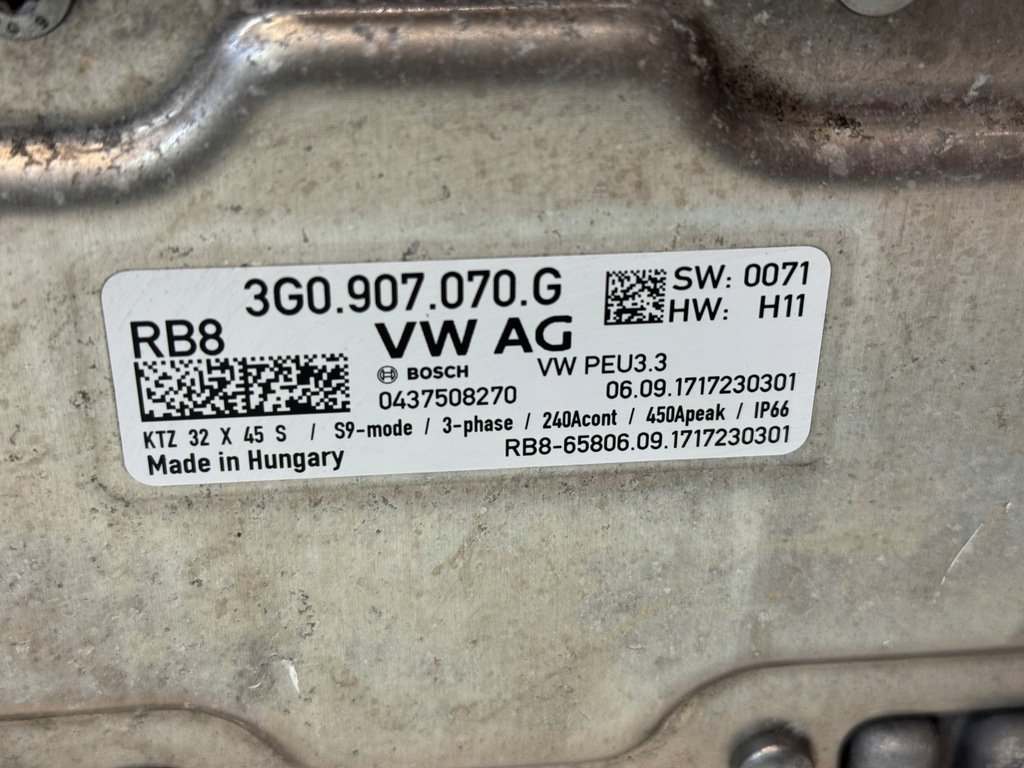 3G0.907.070.G
SW: 0071
HW: H11
RB8
VW AG
BOSCH
VW PEU3.3
0437508270
06.09.1717230301
KTZ 32 X 45 S / S9-mode / 3-phase / 240Acont / 450Apeak / IP66
Made in Hungary
RB8-65806.09.1717230301